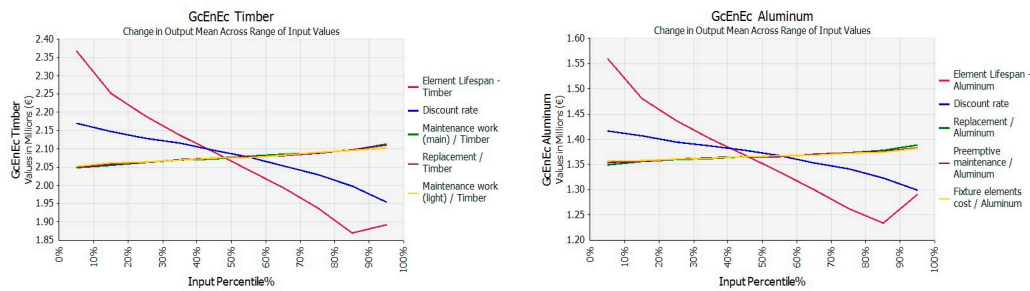 GcEnEc Timber
Change in Output Mean Across Range of Input Values
2.40
2.35
2.30
2.25
2.20
2.15
2.10
2.05
2.00
1.95
1.90
1.85
GcEnEc Timber
Values in Millions (€)
0%
10%
20%
30%
40%
50%
60%
70%
80%
90%
100%
Input Percentile%
Element Lifespan -
Timber
Discount rate
Maintenance work
(main) / Timber
Replacement /
Timber
Maintenance work
(light) / Timber
GcEnEc Aluminum
Change in Output Mean Across Range of Input Values
1.60
1.55
1.50
1.45
1.40
1.35
1.30
1.25
1.20
GcEnEc Aluminum
Values in Millions (€)
0%
10%
20%
30%
40%
50%
60%
70%
80%
90%
100%
Input Percentile%
Element Lifespan -
Aluminum
Discount rate
Replacement /
Aluminum
Preemptive
maintenance /
Aluminum
Fixture elements
cost / Aluminum